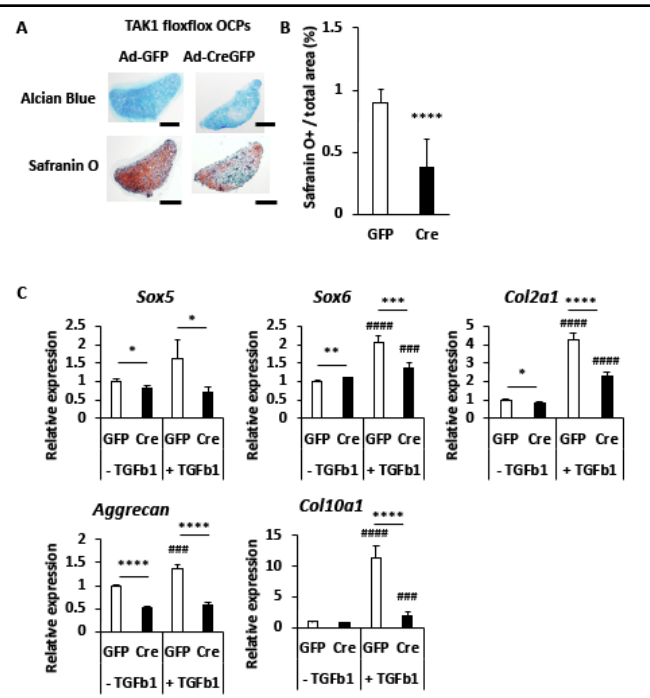 A
TAK1 floxflox OCPs
Ad-GFP Ad-CreGFP
Alcian Blue
Safranin O
B
Safranin O+ / total area (%)
1.5
1
0.5
0
****
GFP Cre
C
Sox5
Relative expression
2.5
2
1.5
1
0.5
0
*
*
GFP Cre GFP Cre
- TGFb1 + TGFb1
Sox6
Relative expression
2.5
2
1.5
1
0.5
0
**
***
####
###
GFP Cre GFP Cre
- TGFb1 + TGFb1
Col2a1
Relative expression
5
4
3
2
1
0
*
****
####
####
GFP Cre GFP Cre
- TGFb1 + TGFb1
Aggrecan
Relative expression
2
1.5
1
0.5
0
****
****
###
GFP Cre GFP Cre
- TGFb1 + TGFb1
Col10a1
Relative expression
15
10
5
0
****
####
###
GFP Cre GFP Cre
- TGFb1 + TGFb1